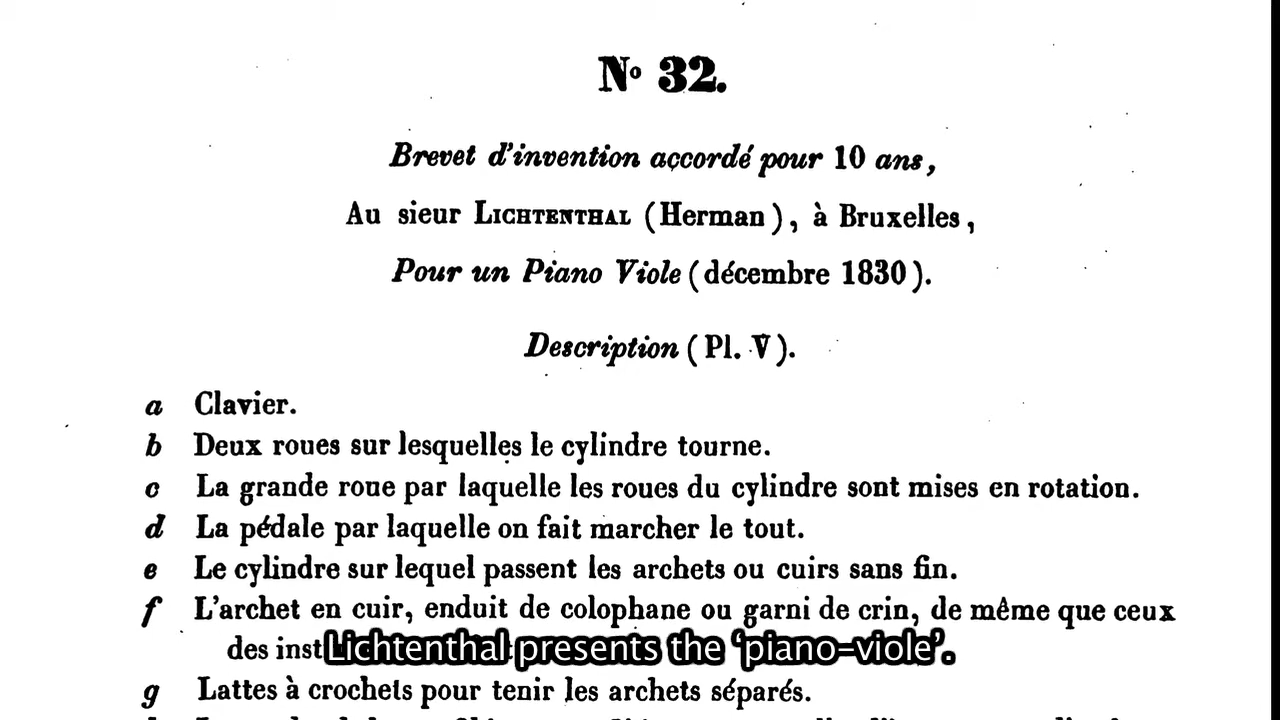 Nº 32.
Brevet d'invention accordé pour 10 ans,
Au sieur LICHTENTHAL (Herman), à Bruxelles,
Pour un Piano Viole (décembre 1830).
Description (Pl. V).
a Clavier.
b Deux roues sur lesquelles le cylindre tourne.
c La grande roue par laquelle les roues du cylindre sont mises en rotation.
d La pédale par laquelle on fait marcher le tout.
e Le cylindre sur lequel passent les archets ou cuirs sans fin.
f L'archet en cuir, enduit de colophane ou garni de crin, de même que ceux
des
Lichtenthal presents the ‘piano-viole’.
g Lattes à crochets pour tenir les archets séparés.